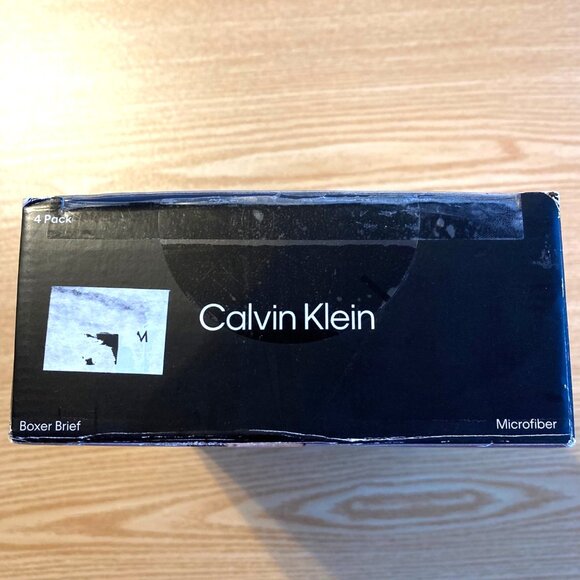 4 Pack
Calvin Klein
Boxer Brief
Microfiber